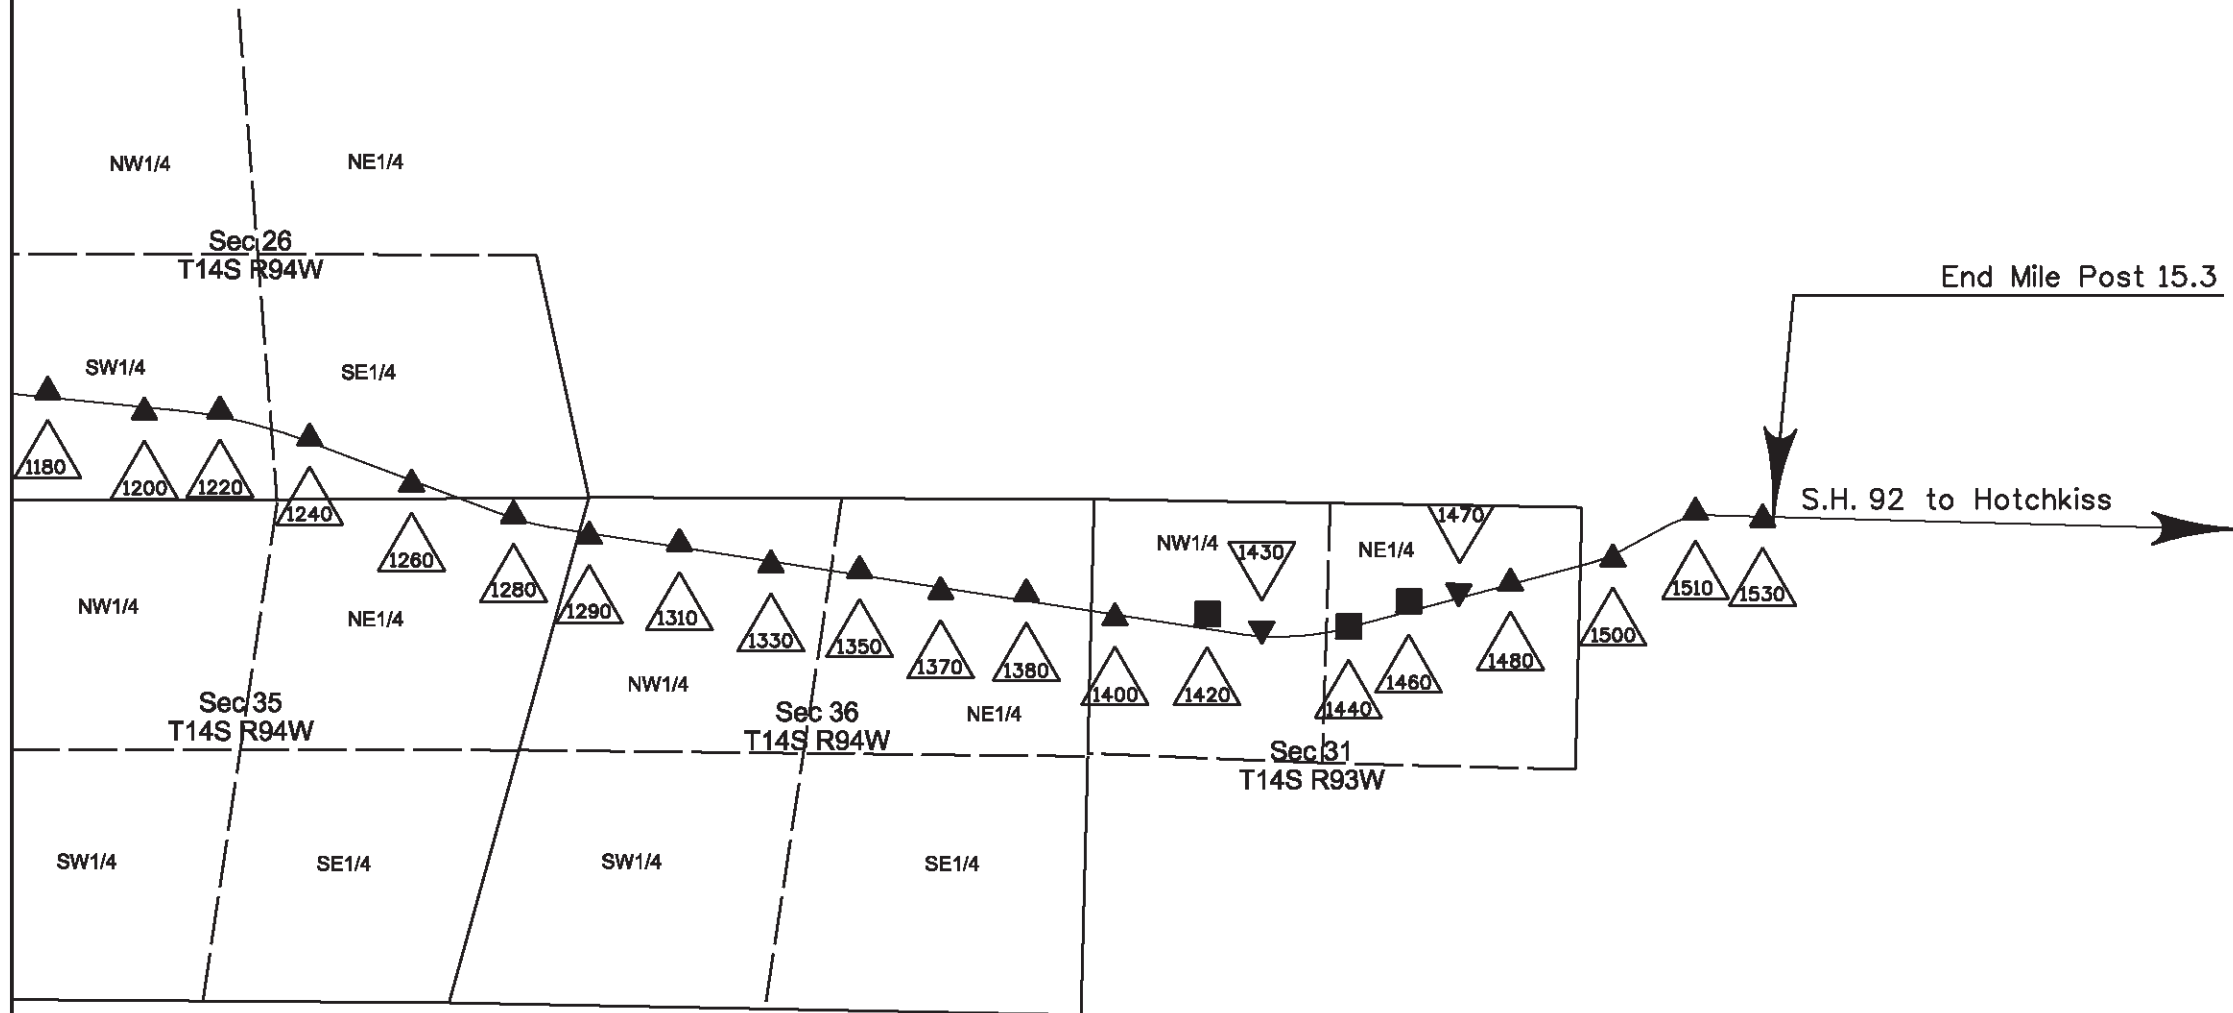 NW1/4
NE1/4
Sec 26
T14S R94W
End Mile Post 15.3
SW1/4
SE1/4
1180
1200
1220
1240
1260
1280
1290
1310
1330
1350
1370
1380
1400
1420
1430
1440
1460
1470
1480
1500
1510
1530
S.H. 92 to Hotchkiss
NW1/4
NE1/4
NW1/4
NE1/4
Sec 35
T14S R94W
NW1/4
NE1/4
Sec 36
T14S R94W
Sec 31
T14S R93W
SW1/4
SE1/4
SW1/4
SE1/4